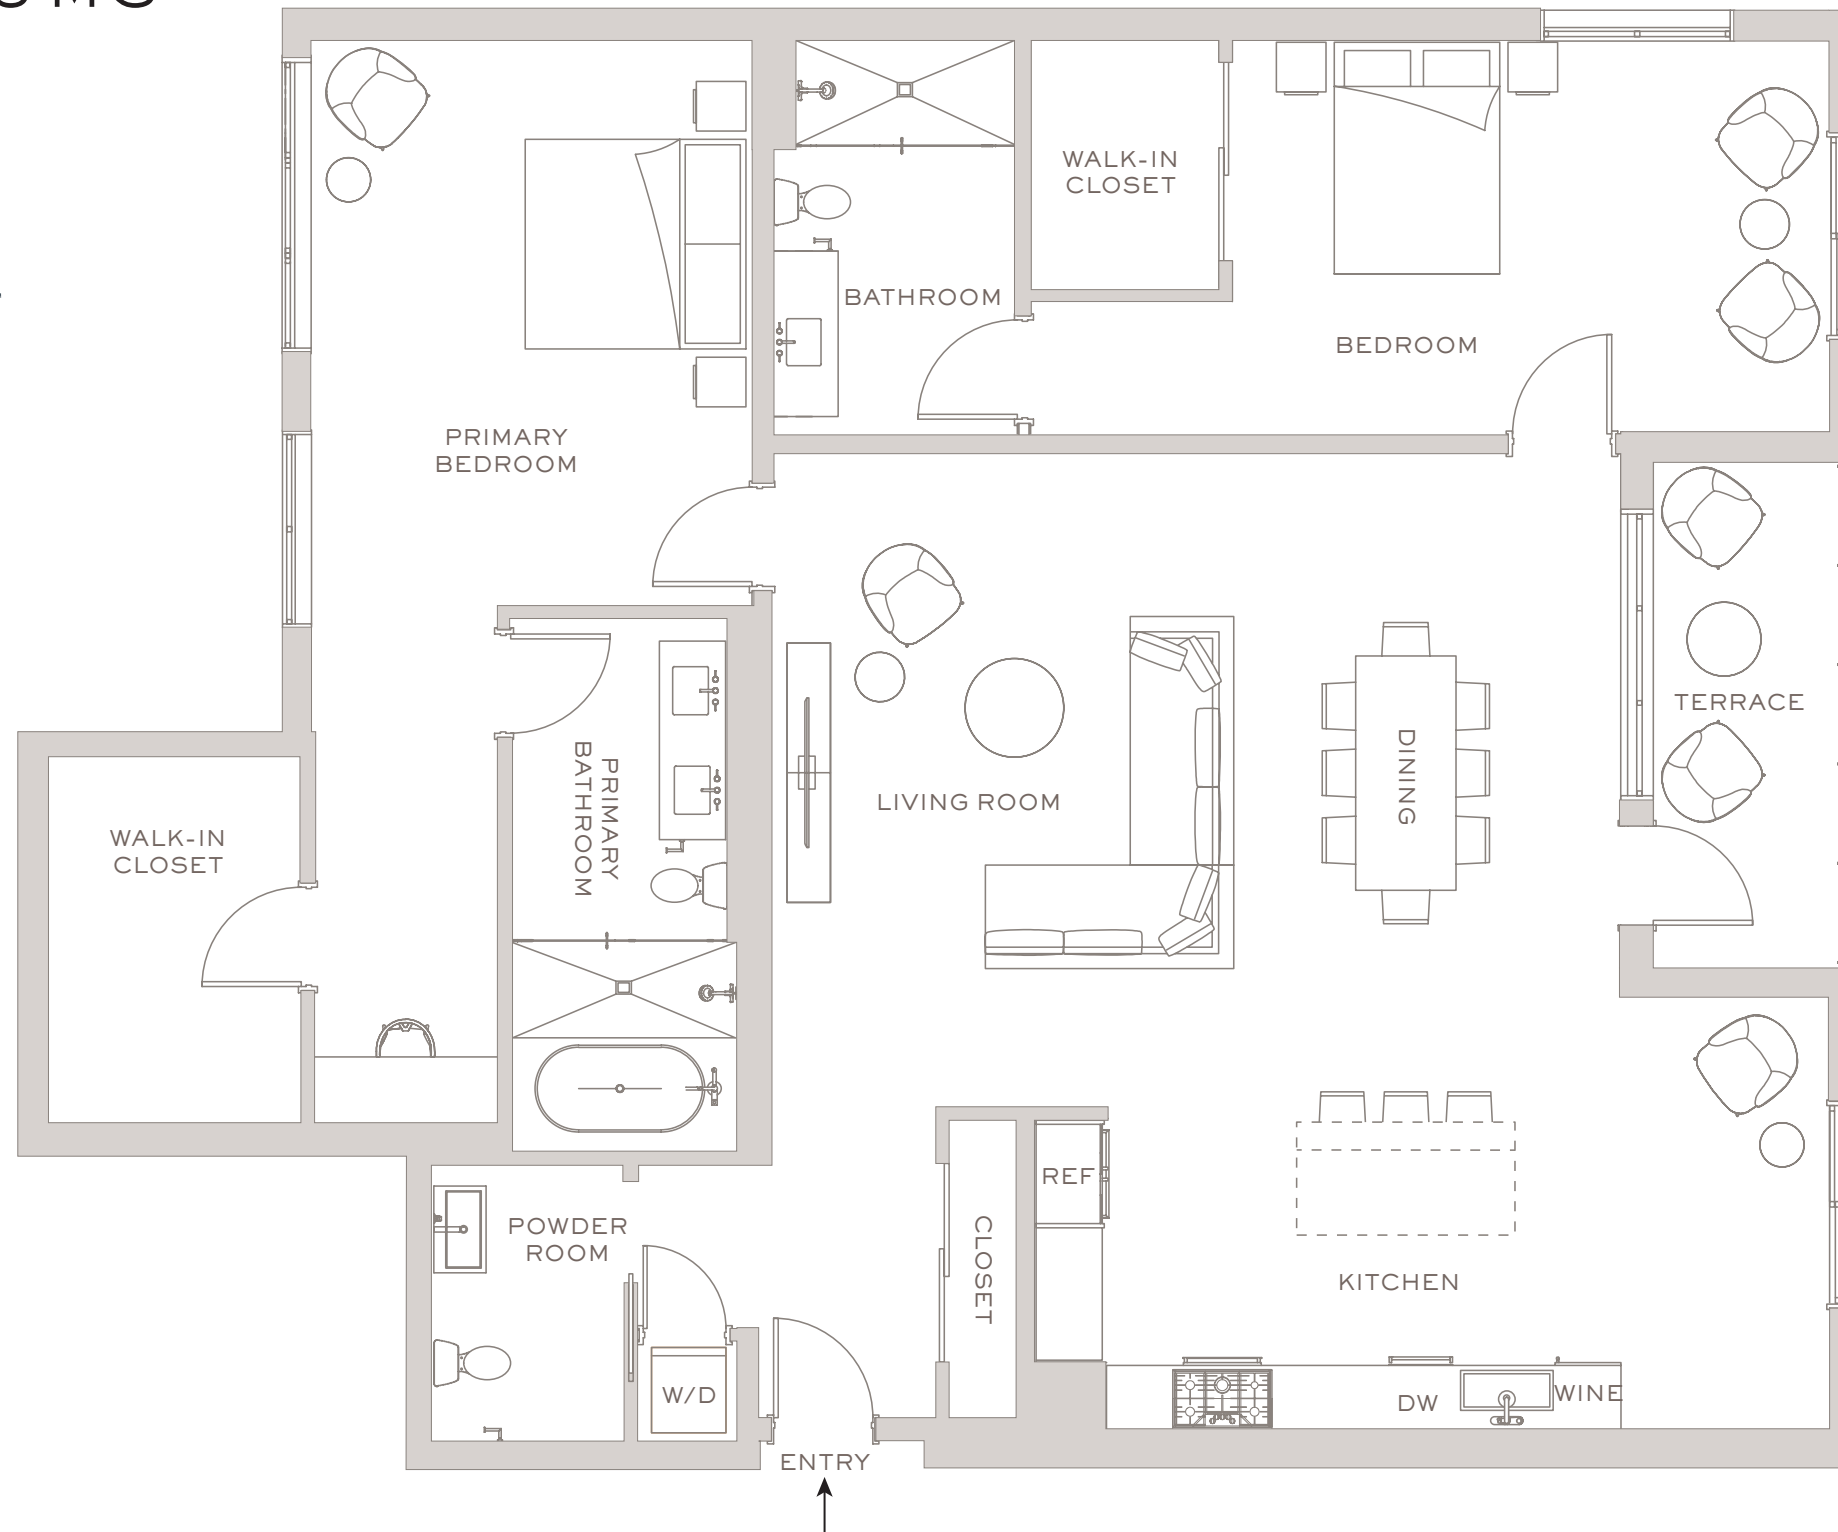 WALK-IN
CLOSET
BATHROOM
BEDROOM
PRIMARY
BEDROOM
TERRACE
DINING
PRIMARY
BATHROOM
LIVING ROOM
WALK-IN
CLOSET
REF
POWDER
ROOM
CLOSET
KITCHEN
W/D
DW
WINE
ENTRY